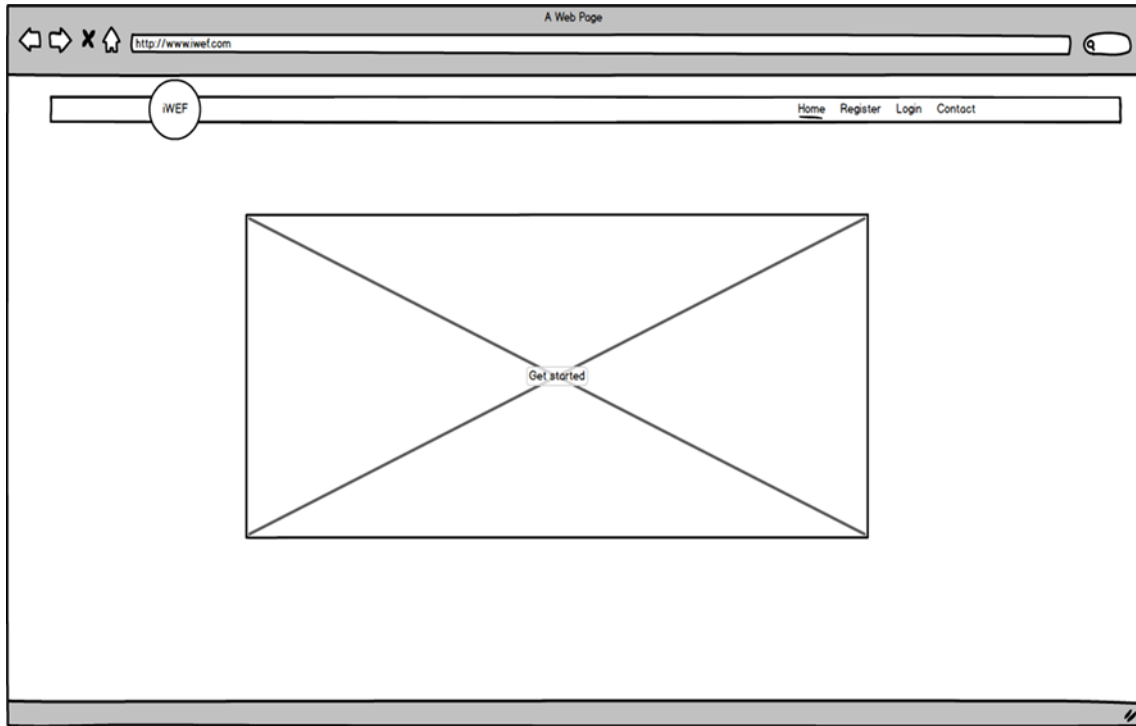 A Web Page
http://www.iwef.com
iWEF
Home Register Login Contact
Get started